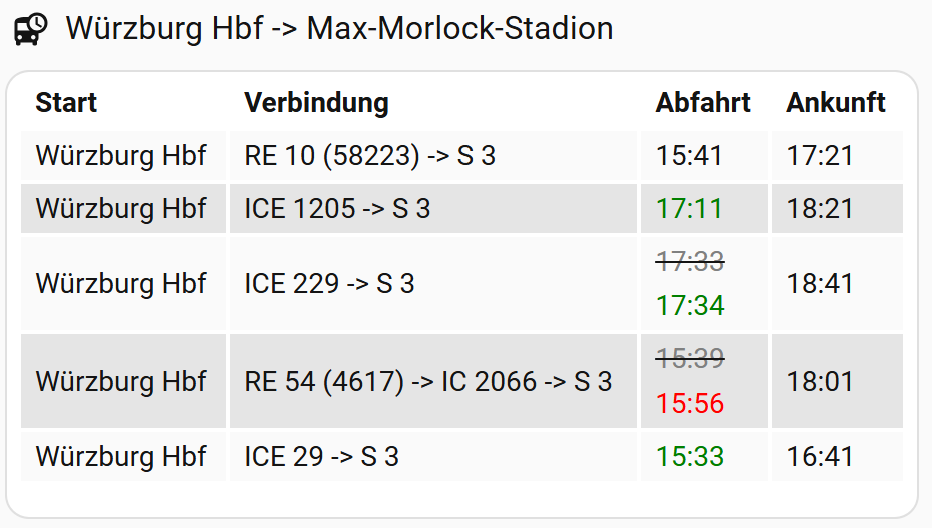 Würzburg Hbf -> Max-Morlock-Stadion
Start Verbindung Abfahrt Ankunft
Würzburg Hbf RE 10 (58223) -> S 3 15:41 17:21
Würzburg Hbf ICE 1205 -> S 3 17:11 18:21
17:33
Würzburg Hbf ICE 229 -> S 3 18:41
17:34
15:39
Würzburg Hbf RE 54 (4617) -> IC 2066 -> S 3 18:01
15:56
Würzburg Hbf ICE 29 -> S 3 15:33 16:41